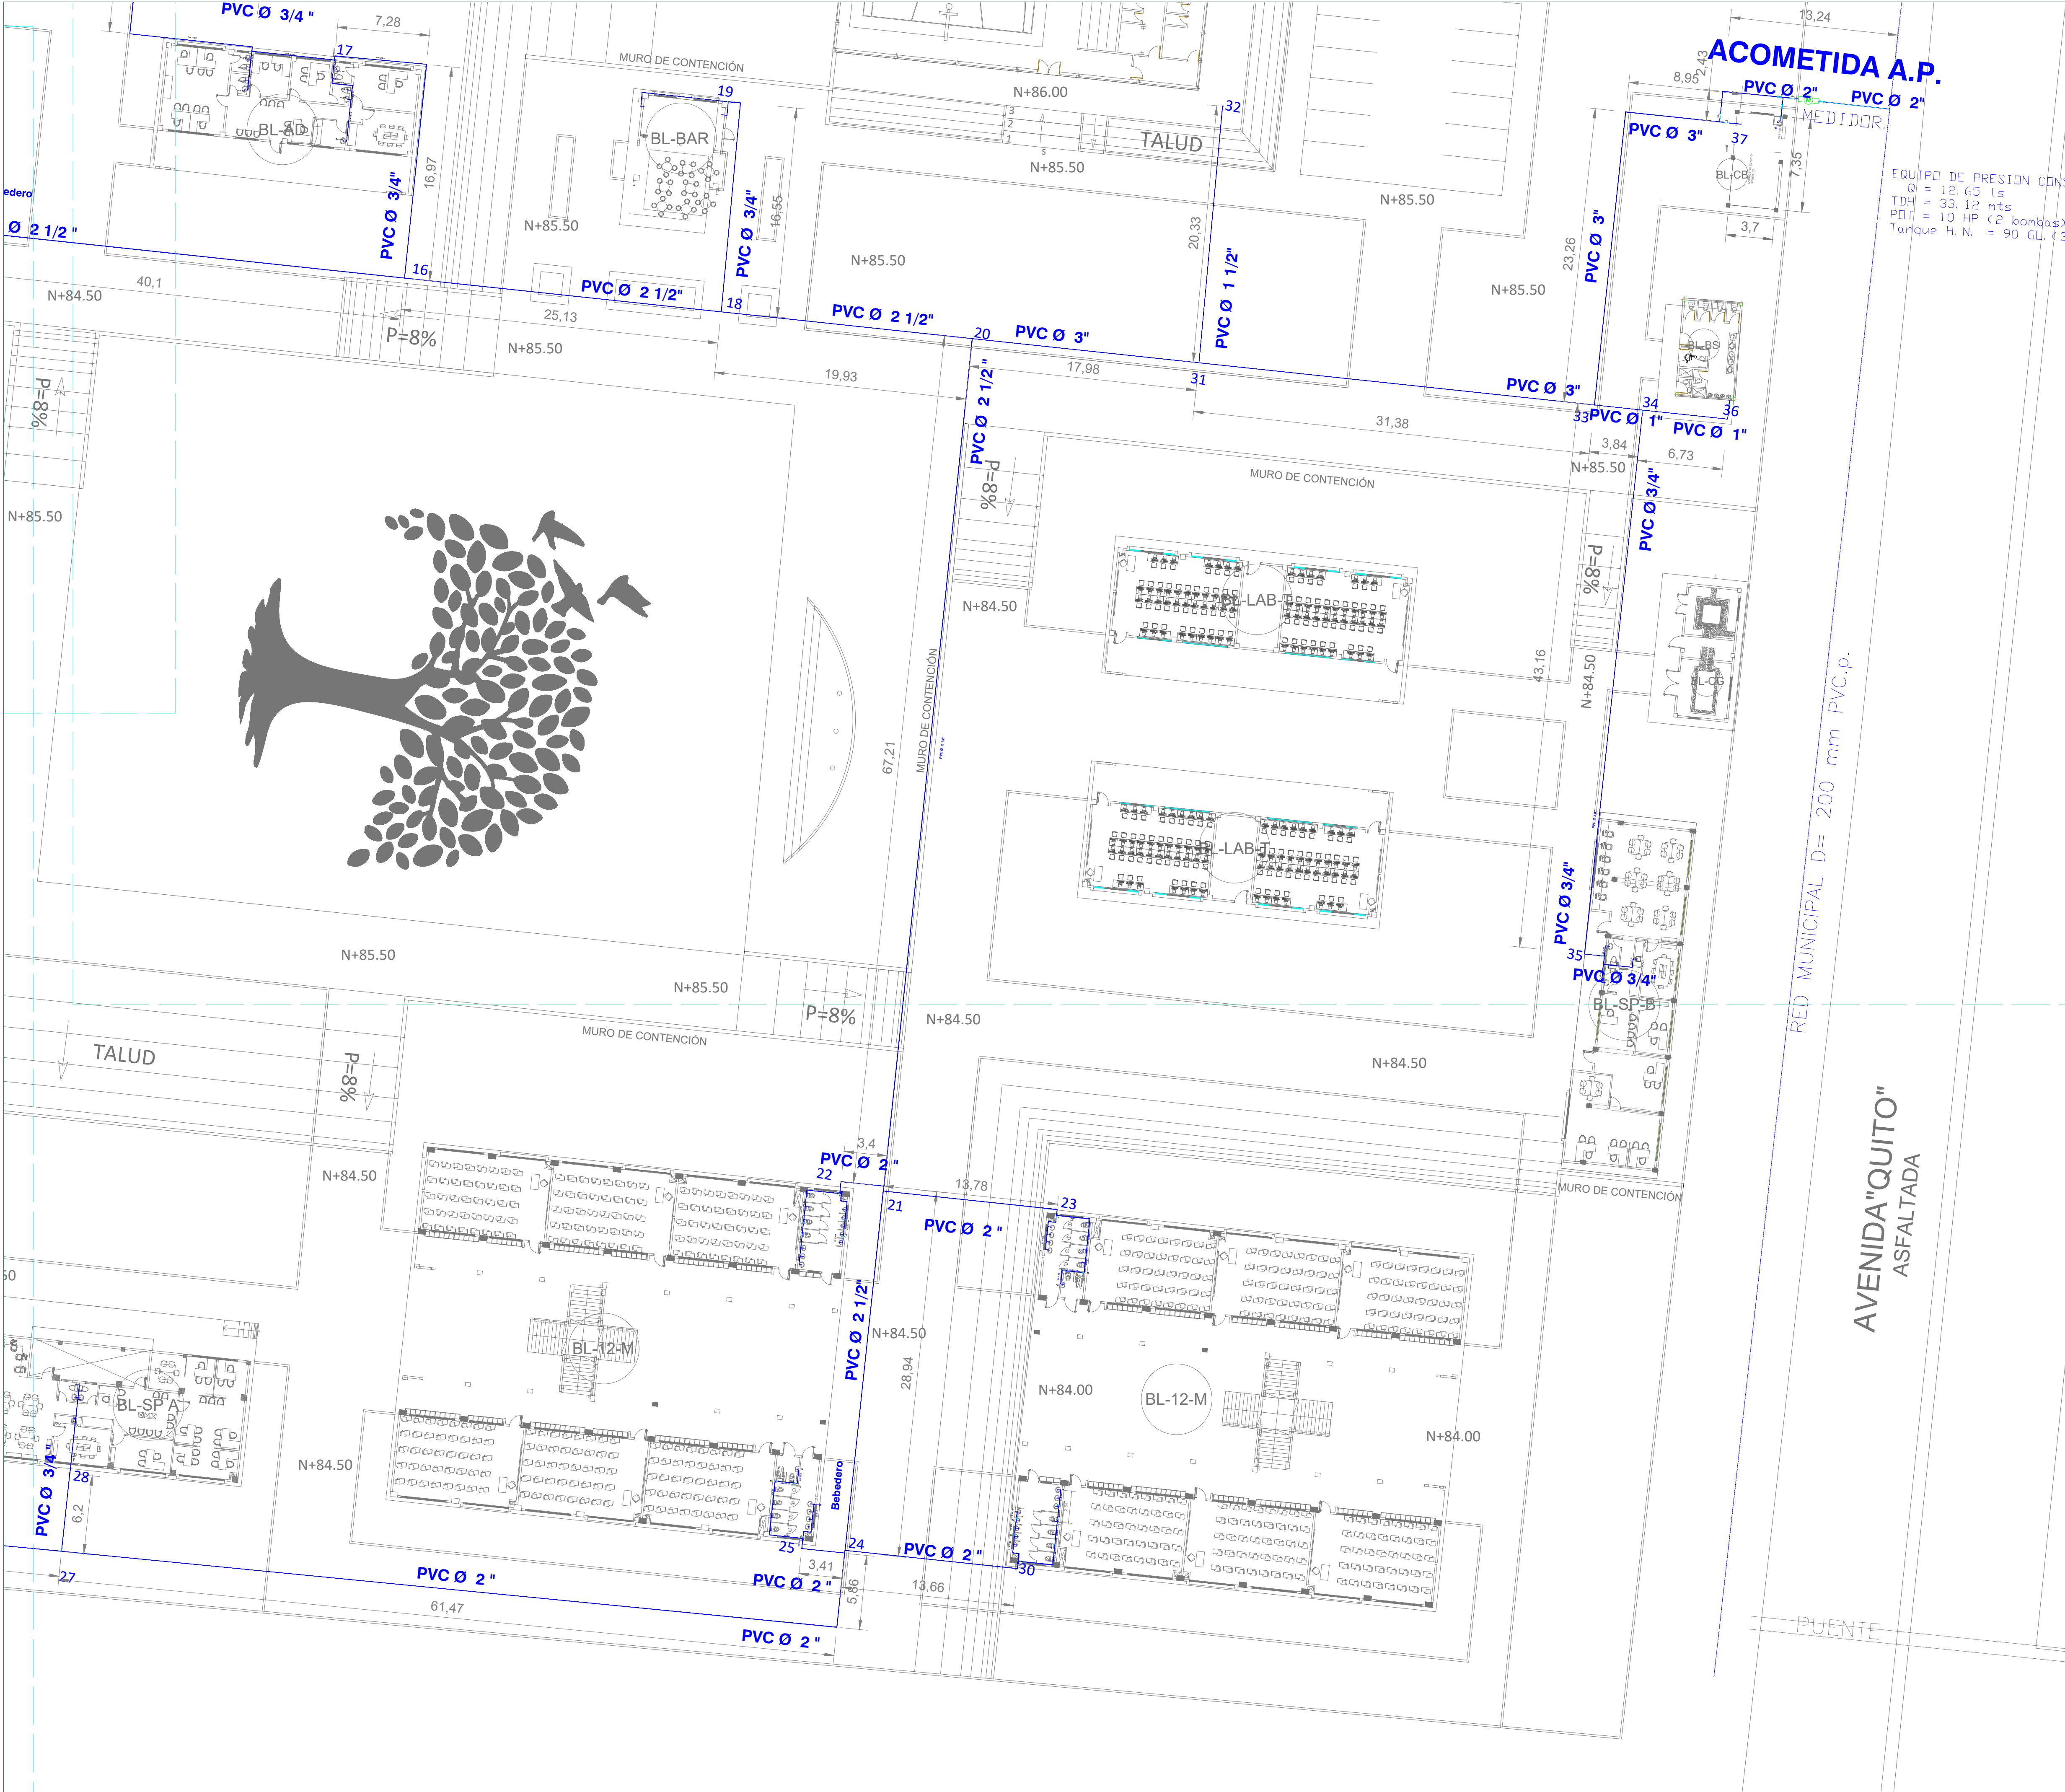 PVC Ø 3/4 "
7,28
17
BL-AD
16,97
PVC Ø 3/4"
edero
Ø 2 1/2 "
16
40,1
N+84.50
P=8%
25,13
N+85.50
MURO DE CONTENCIÓN
19
BL-BAR
N+85.50
PVC Ø 3/4"
16,55
PVC Ø 2 1/2"
18
PVC Ø 2 1/2"
19,93
N+86.00
3
2
1
S
TALUD
N+85.50
32
N+85.50
20,33
PVC Ø 1 1/2"
20
PVC Ø 3"
17,98
31
N+85.50
N+85.50
13,24
2,43
8,95
ACOMETIDA A.P.
PVC Ø 2"
PVC Ø 2"
MEDIDOR.
PVC Ø 3"
37
BL-CB
7,35
3,7
EQUIPO DE PRESION CONS
Q = 12.65 ls
TDH = 33.12 mts
POT = 10 HP (2 bombas)
Tanque H. N. = 90 GL. (3
23,26
PVC Ø 3"
BL-BS
PVC Ø 3"
31,38
33
34
36
PVC Ø 1"
PVC Ø 1"
3,84
6,73
N+85.50
PVC Ø 3/4"
P=8%
N+85.50
PVC Ø 2 1/2 "
P=8%
MURO DE CONTENCIÓN
N+84.50
BL-LAB-T
P=8%
N+84.50
43,16
BL-CG
67,21
MURO DE CONTENCIÓN
BL-LAB-T
PVC Ø 3/4"
35
PVC Ø 3/4"
BL-SP-B
RED MUNICIPAL D= 200 mm PVC.p.
AVENIDA"QUITO"
ASFALTADA
N+85.50
N+85.50
P=8%
N+84.50
N+84.50
MURO DE CONTENCIÓN
TALUD
P=8%
N+84.50
3,4
PVC Ø 2 "
22
21
13,78
23
PVC Ø 2 "
MURO DE CONTENCIÓN
50
BL-12-M
PVC Ø 2 1/2"
N+84.50
28,94
N+84.00
BL-12-M
N+84.00
BL-SP A
N+84.50
PVC Ø 3/4"
28
6,2
Bebedero
25
24
PVC Ø 2 "
30
3,41
PVC Ø 2 "
5,86
13,66
27
PVC Ø 2 "
61,47
PVC Ø 2 "
PUENTE